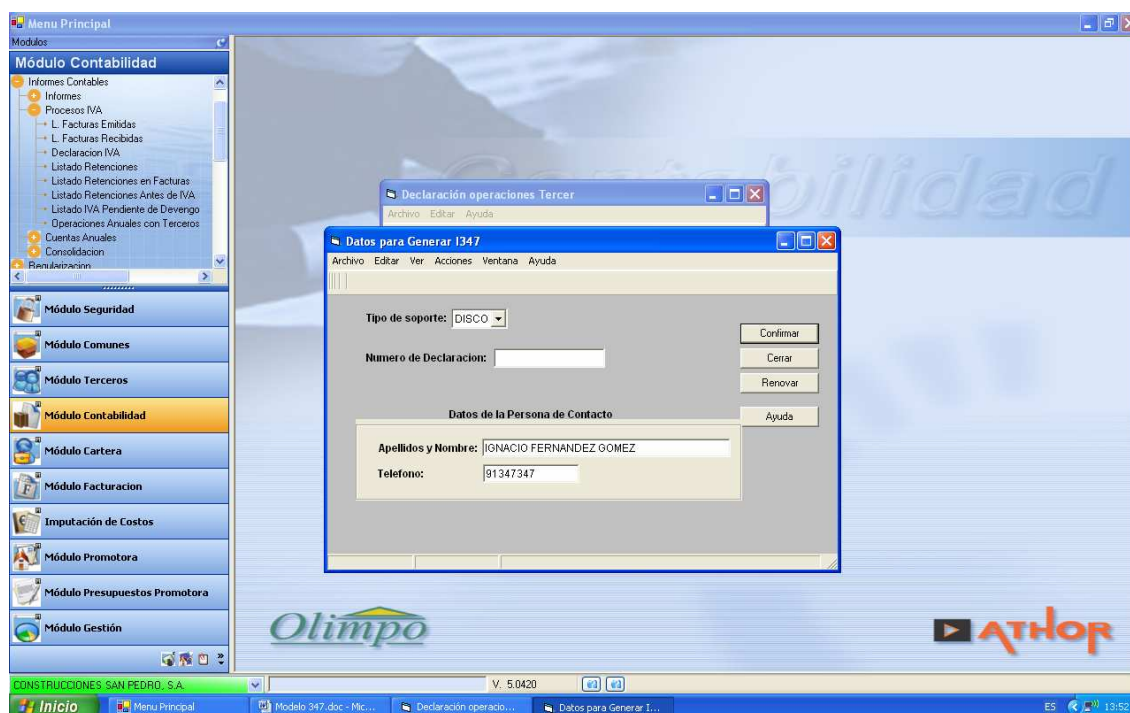 Menu Principal
Modulos
Módulo Contabilidad
Informes Contables
Informes
Procesos IVA
L. Facturas Emitidas
L. Facturas Recibidas
Declaracion IVA
Listado Retenciones
Listado Retenciones en Facturas
Listado Retenciones Antes de IVA
Listado IVA Pendiente de Devengo
Operaciones Anuales con Terceros
Cuentas Anuales
Consolidacion
Regularizacion
Módulo Seguridad
Módulo Comunes
Módulo Terceros
Módulo Contabilidad
Módulo Cartera
Módulo Facturacion
Imputación de Costos
Módulo Promotora
Módulo Presupuestos Promotora
Módulo Gestión
Contabilidad
Declaración operaciones Tercer
Archivo Editar Ayuda
Datos para Generar I347
Archivo Editar Ver Acciones Ventana Ayuda
Tipo de soporte: DISCO
Confirmar
Numero de Declaracion:
Cerrar
Renovar
Datos de la Persona de Contacto
Ayuda
Apellidos y Nombre: IGNACIO FERNANDEZ GOMEZ
Telefono: 91347347
Olimpo
ATHOR
CONSTRUCCIONES SAN PEDRO, S.A.
V. 5.0420
Inicio
Menu Principal
Modelo 347.doc - Mic...
Declaración operacio...
Datos para Generar I...
ES
13:52